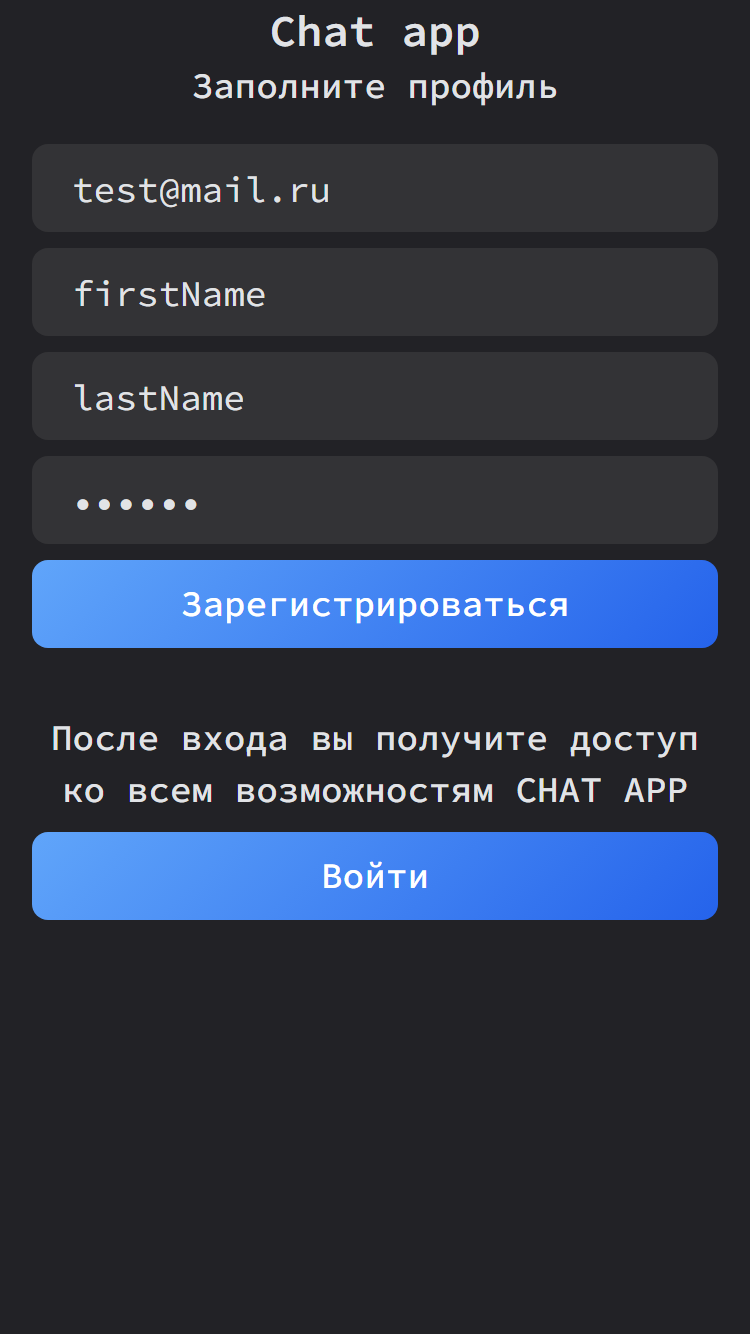 Chat app
Заполните профиль
test@mail.ru
firstName
lastName
••••••
Зарегистрироваться
После входа вы получите доступ
ко всем возможностям CHAT APP
Войти